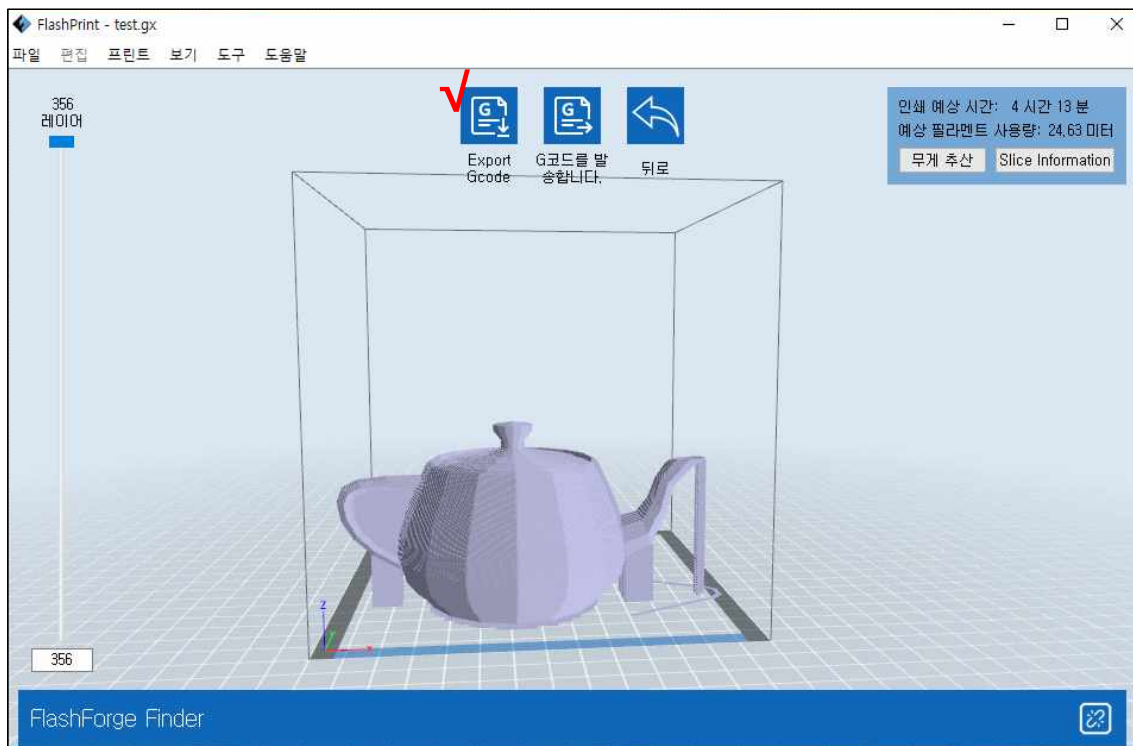 FlashPrint - test.gx
파일 편집 프린트 보기 도구 도움말
356
레이어
√
G
G
Export
Gcode
G코드를 발
송합니다.
뒤로
인쇄 예상 시간: 4 시간 13 분
예상 필라멘트 사용량: 24.63 미터
무게 추산
Slice Information
z
y
x
356
FlashForge Finder